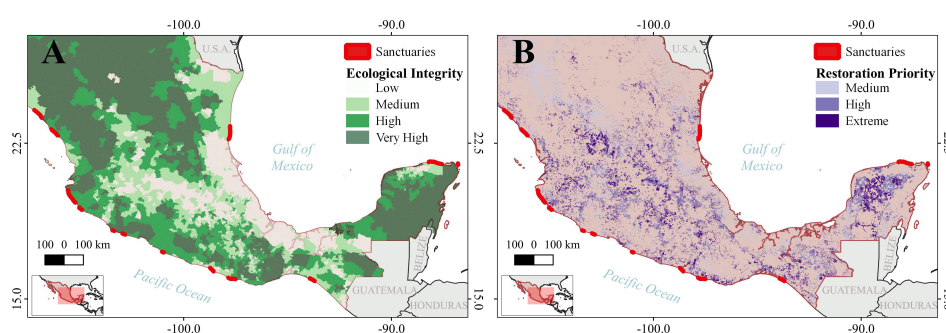 -100.0
-90.0
-100.0
-90.0
A
U.S.A.
Sanctuaries
Ecological Integrity
Low
Medium
High
Very High
22.5
Gulf of
Mexico
100 0 100 km
BELIZE
Pacific Ocean
GUATEMALA
HONDURAS
15.0
-100.0
-90.0
B
U.S.A.
Sanctuaries
Restoration Priority
Medium
High
Extreme
22.5
Gulf of
Mexico
100 0 100 km
BELIZE
Pacific Ocean
GUATEMALA
HONDURAS
15.0
-100.0
-90.0